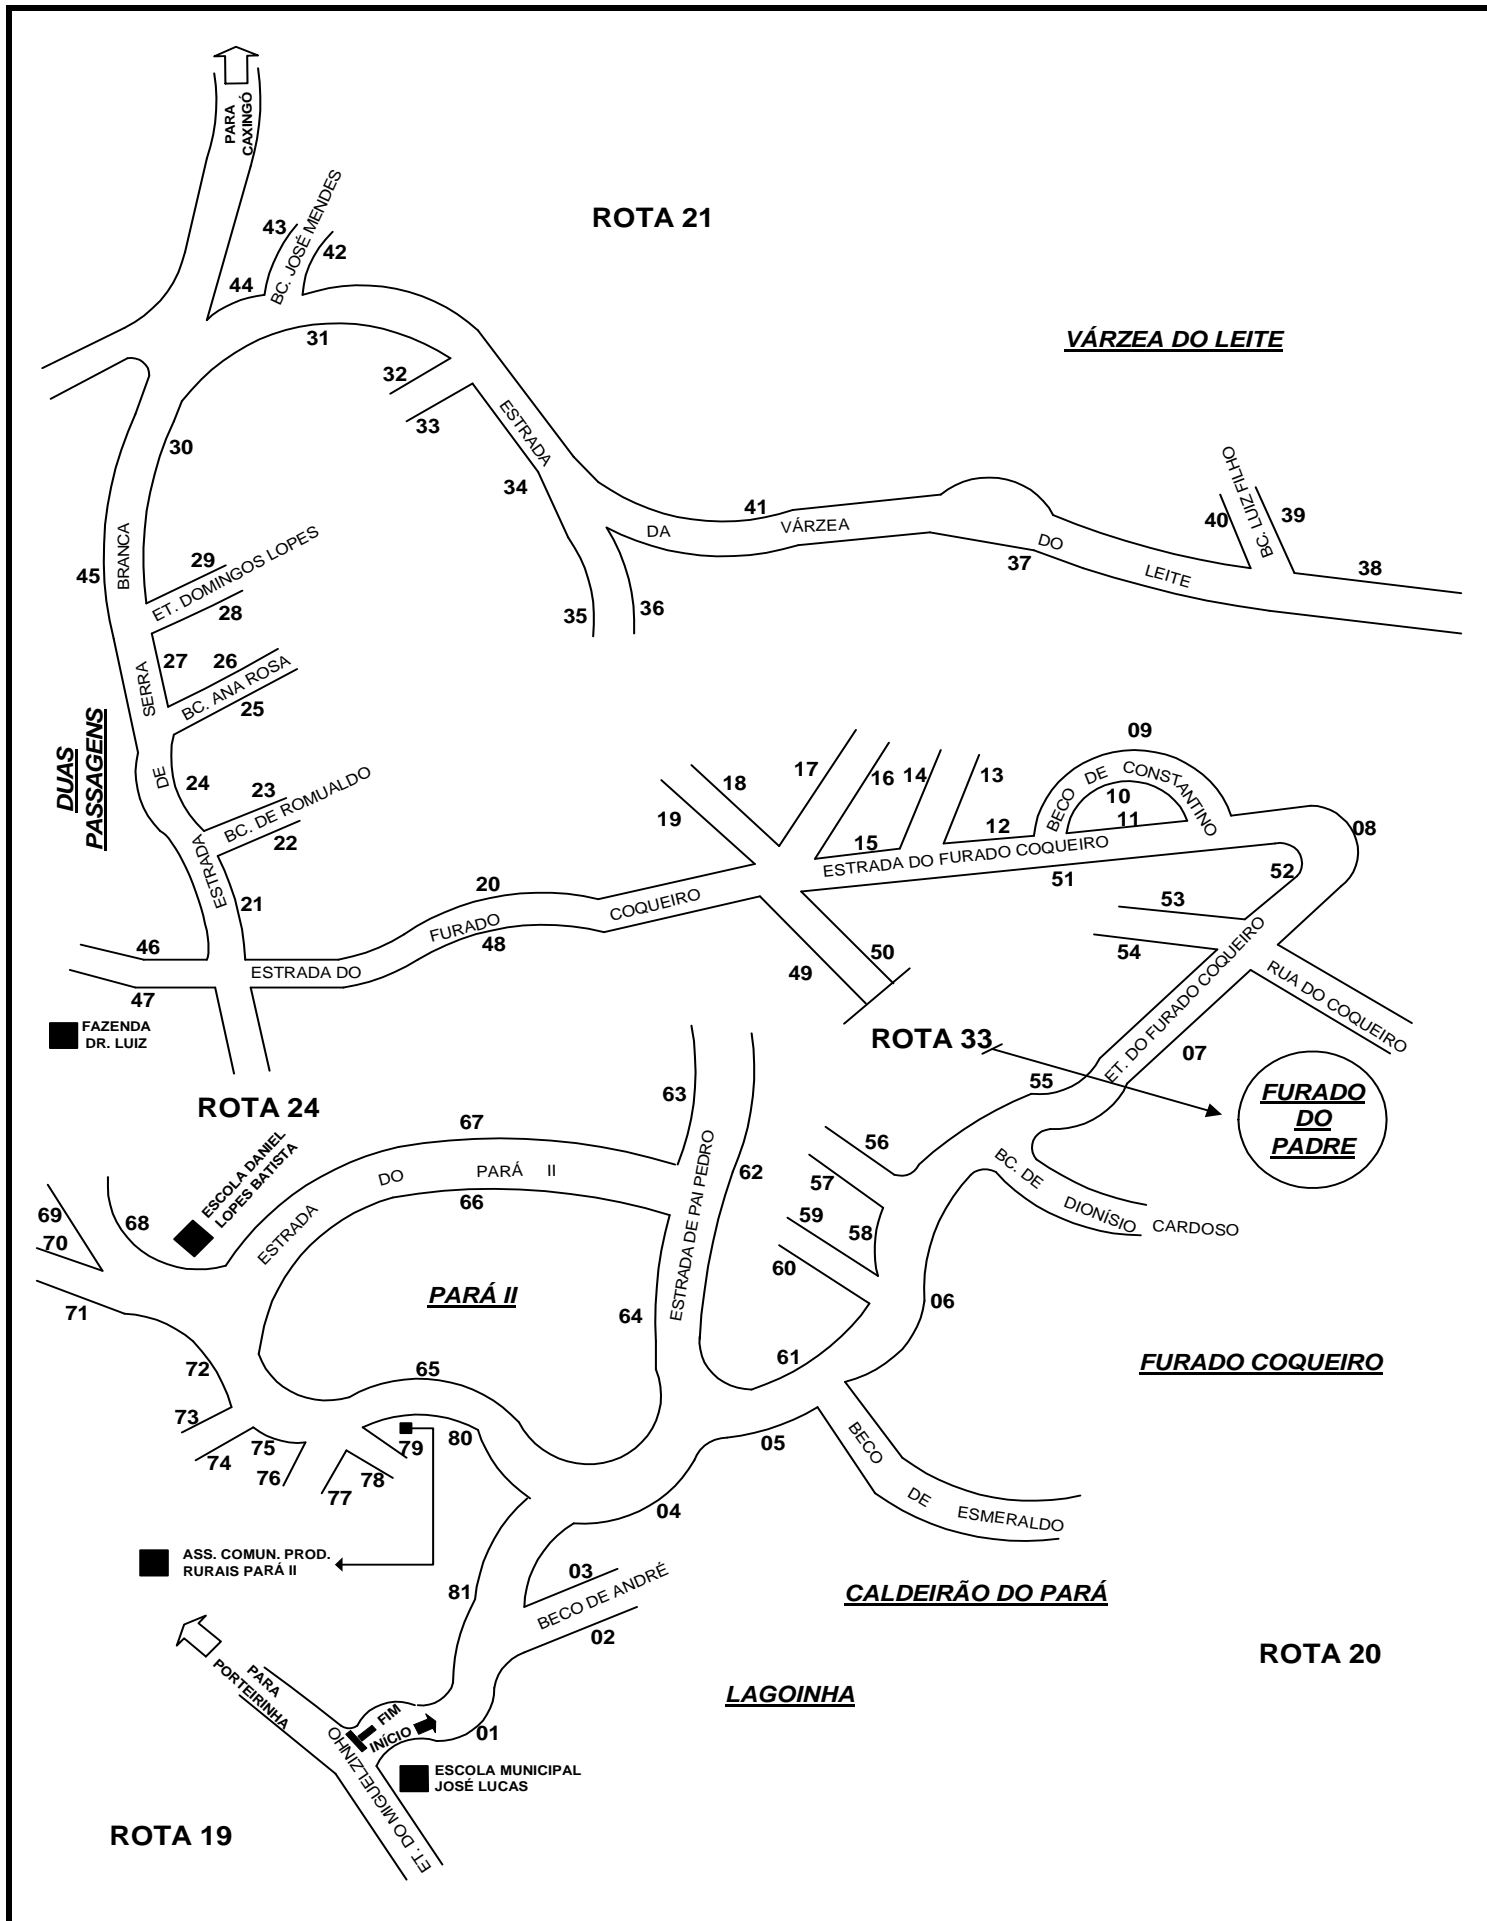 PARA
CAXINGÓ
ROTA 21
43
BC. JOSÉ MENDES
42
44
31
VÁRZEA DO LEITE
32
33
ESTRADA
30
34
41
DA
VÁRZEA
DO
LEITE
37
40
BC. LUIZ FILHO
39
38
BRANCA
45
29
ET. DOMINGOS LOPES
28
35
36
27
26
SERRA
BC. ANA ROSA
25
DUAS
PASSAGENS
DE
24
23
BC. DE ROMUALDO
22
ESTRADA
21
09
17
18
16
14
13
BECO DE CONSTANTINO
10
11
19
12
15
08
ESTRADA DO FURADO COQUEIRO
51
52
20
53
COQUEIRO
FURADO
48
54
46
ESTRADA DO
50
49
47
ET. DO FURADO COQUEIRO
RUA DO COQUEIRO
FAZENDA
DR. LUIZ
ROTA 33
07
55
FURADO
DO
PADRE
ROTA 24
63
67
ESCOLA DANIEL
LOPES BATISTA
56
ESTRADA DO PARÁ II
66
62
ESTRADA DE PAI PEDRO
57
BC. DE DIONÍSIO CARDOSO
69
68
59
58
70
60
PARÁ II
06
71
64
61
FURADO COQUEIRO
72
65
73
75
74
79
80
76
78
77
05
BECO DE ESMERALDO
04
ASS. COMUN. PROD.
RURAIS PARÁ II
03
81
BECO DE ANDRÉ
CALDEIRÃO DO PARÁ
02
ROTA 20
PARA
PORTEIRINHA
LAGOINHA
FIM
INÍCIO
01
ET. DO MIGUELZINHO
ESCOLA MUNICIPAL
JOSÉ LUCAS
ROTA 19